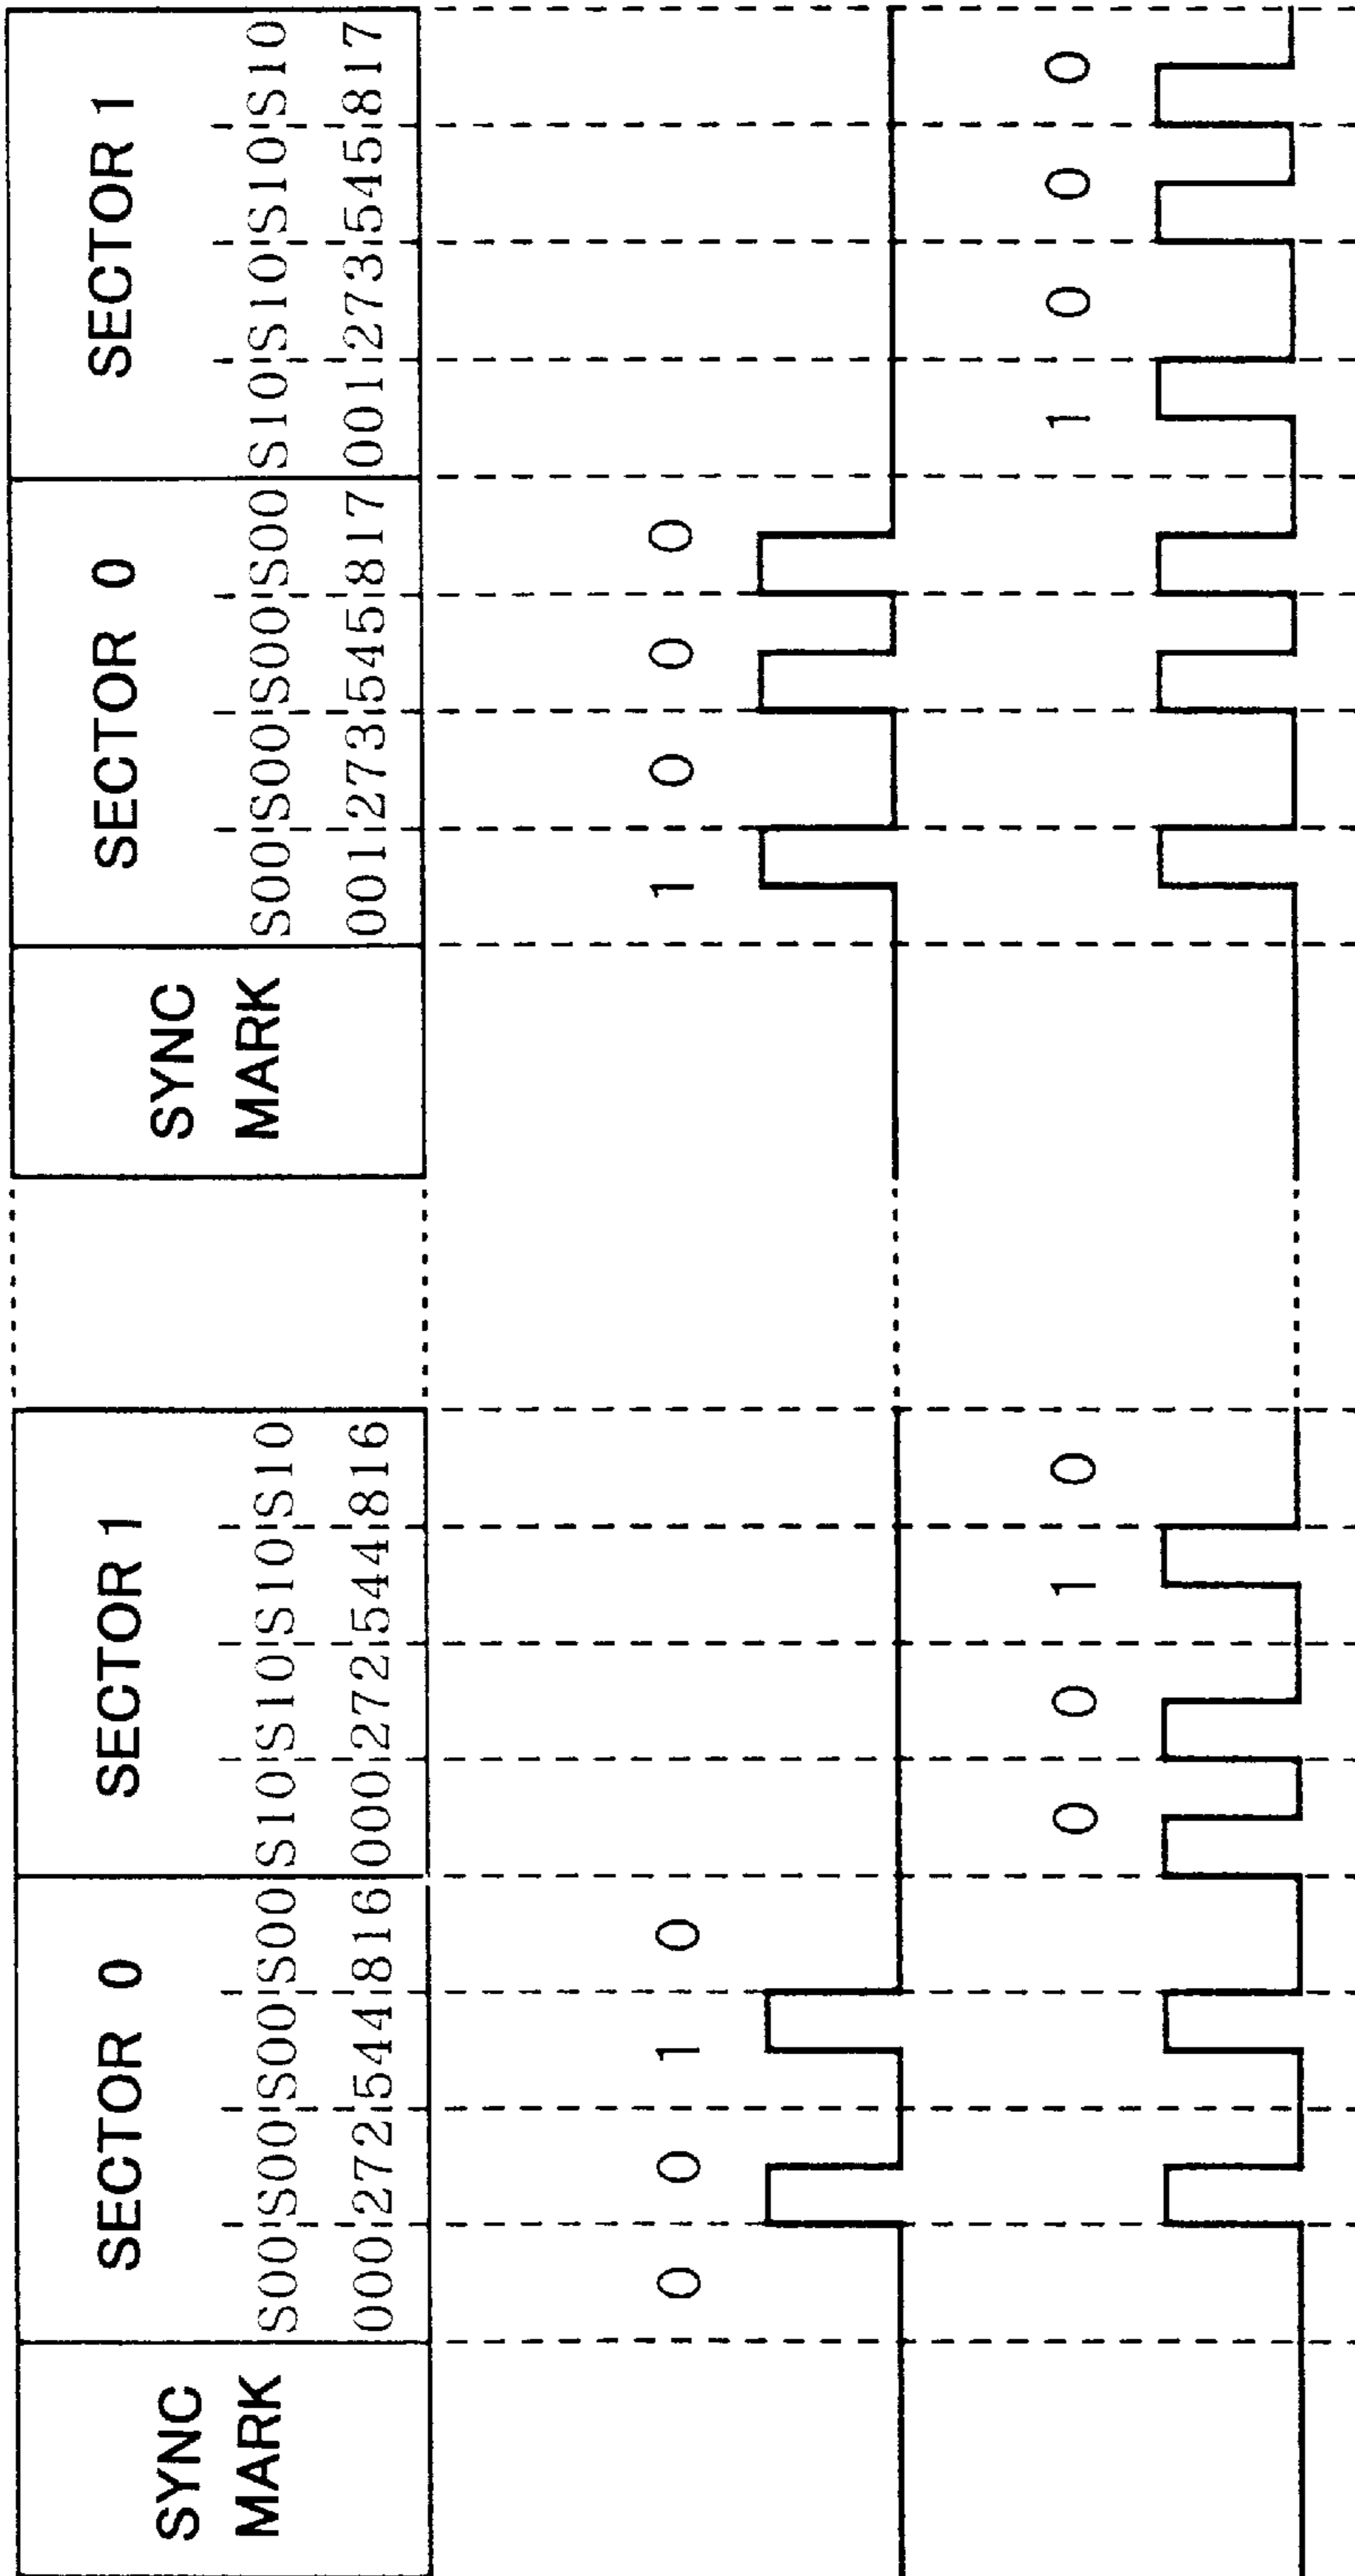 SECTOR 0 SECTOR 1 SECTOR 0 SECTOR 1
SYNC SYNC
MARK S00 S00 S00 S00 S10 S10 S10 S10 MARK S00 S00 S00 S00 S10 S10 S10 S10
000 272 544 816 000 272 544 816 001 273 545 817 001 273 545 817
0 0 1 0 1 0 0 0
0 0 1 0 1 0 0 0